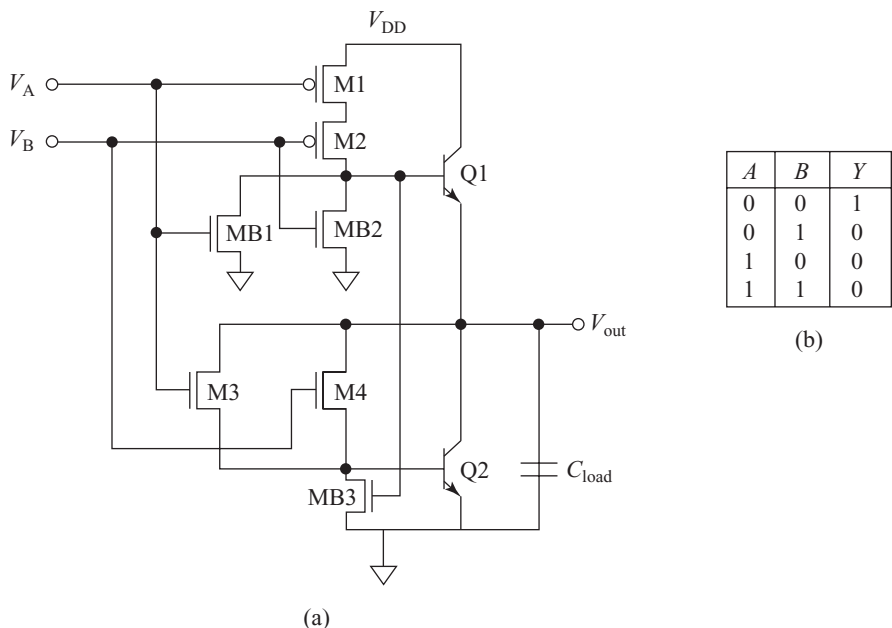 V_DD
V_A
M1
V_B
M2
Q1
MB1
MB2
V_out
M3
M4
Q2
C_load
MB3
(a)
A B Y
0 0 1
0 1 0
1 0 0
1 1 0
(b)